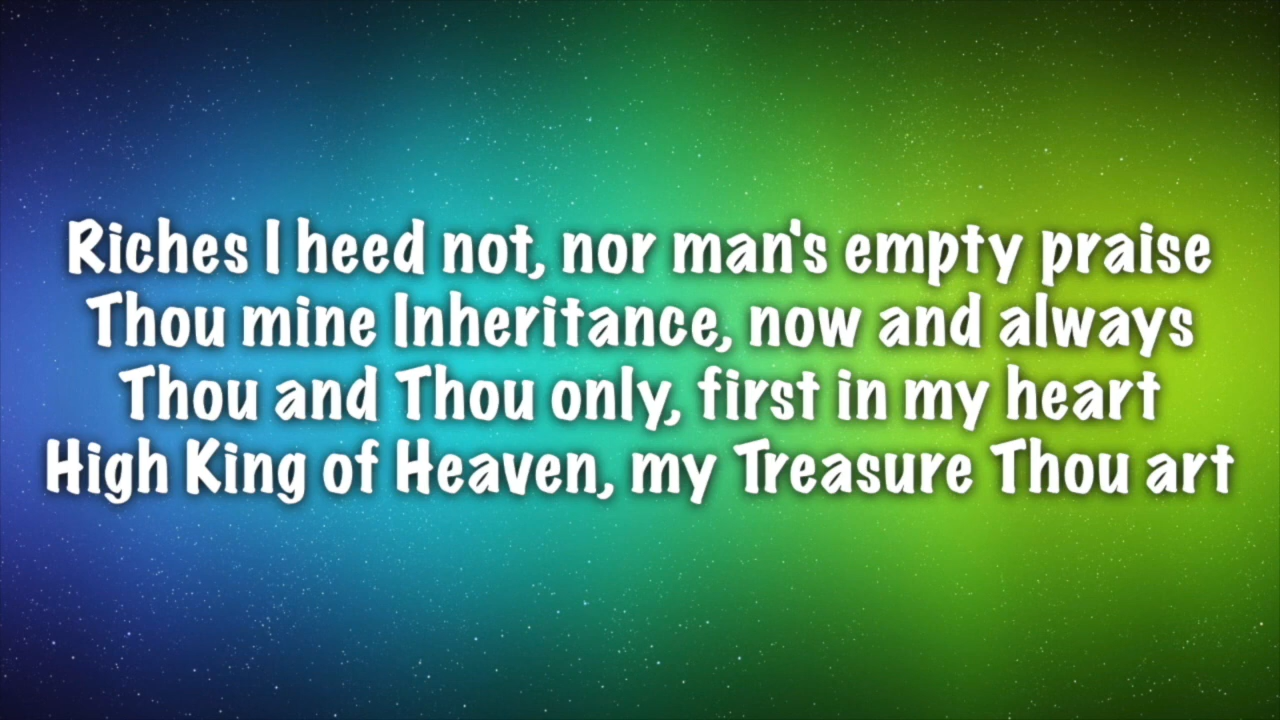 Riches I heed not, nor man's empty praise
Thou mine Inheritance, now and always
Thou and Thou only, first in my heart
High King of Heaven, my Treasure Thou art